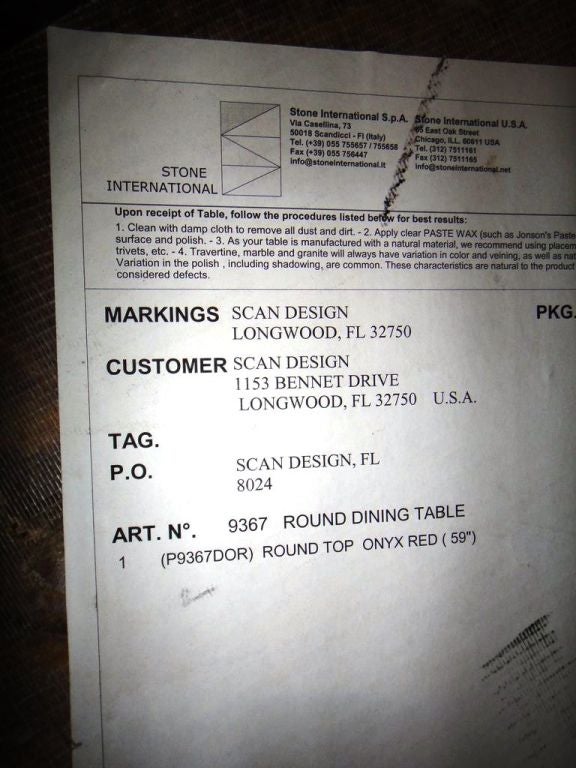 STONE
INTERNATIONAL
Stone International S.p.A.
Via Casellina, 73
50018 Scandicci - FI (Italy)
Tel. (+39) 055 755657 / 755658
Fax (+39) 055 756447
info@stoneinternational.it
Stone International U.S.A.
65 East Oak Street
Chicago, ILL. 60611 USA
Tel. (312) 7511161
Fax (312) 7511165
info@stoneinternational.net
Upon receipt of Table, follow the procedures listed below for best results:
1. Clean with damp cloth to remove all dust and dirt. - 2. Apply clear PASTE WAX (such as Jonson's Paste
surface and polish. - 3. As your table is manufactured with a natural material, we recommend using placem
trivets, etc. - 4. Travertine, marble and granite will always have variation in color and veining, as well as nat
Variation in the polish , including shadowing, are common. These characteristics are natural to the product
considered defects.
MARKINGS SCAN DESIGN PKG.
LONGWOOD, FL 32750
CUSTOMER SCAN DESIGN
1153 BENNET DRIVE
LONGWOOD, FL 32750 U.S.A.
TAG.
P.O. SCAN DESIGN, FL
8024
ART. N°. 9367 ROUND DINING TABLE
1 (P9367DOR) ROUND TOP ONYX RED ( 59")